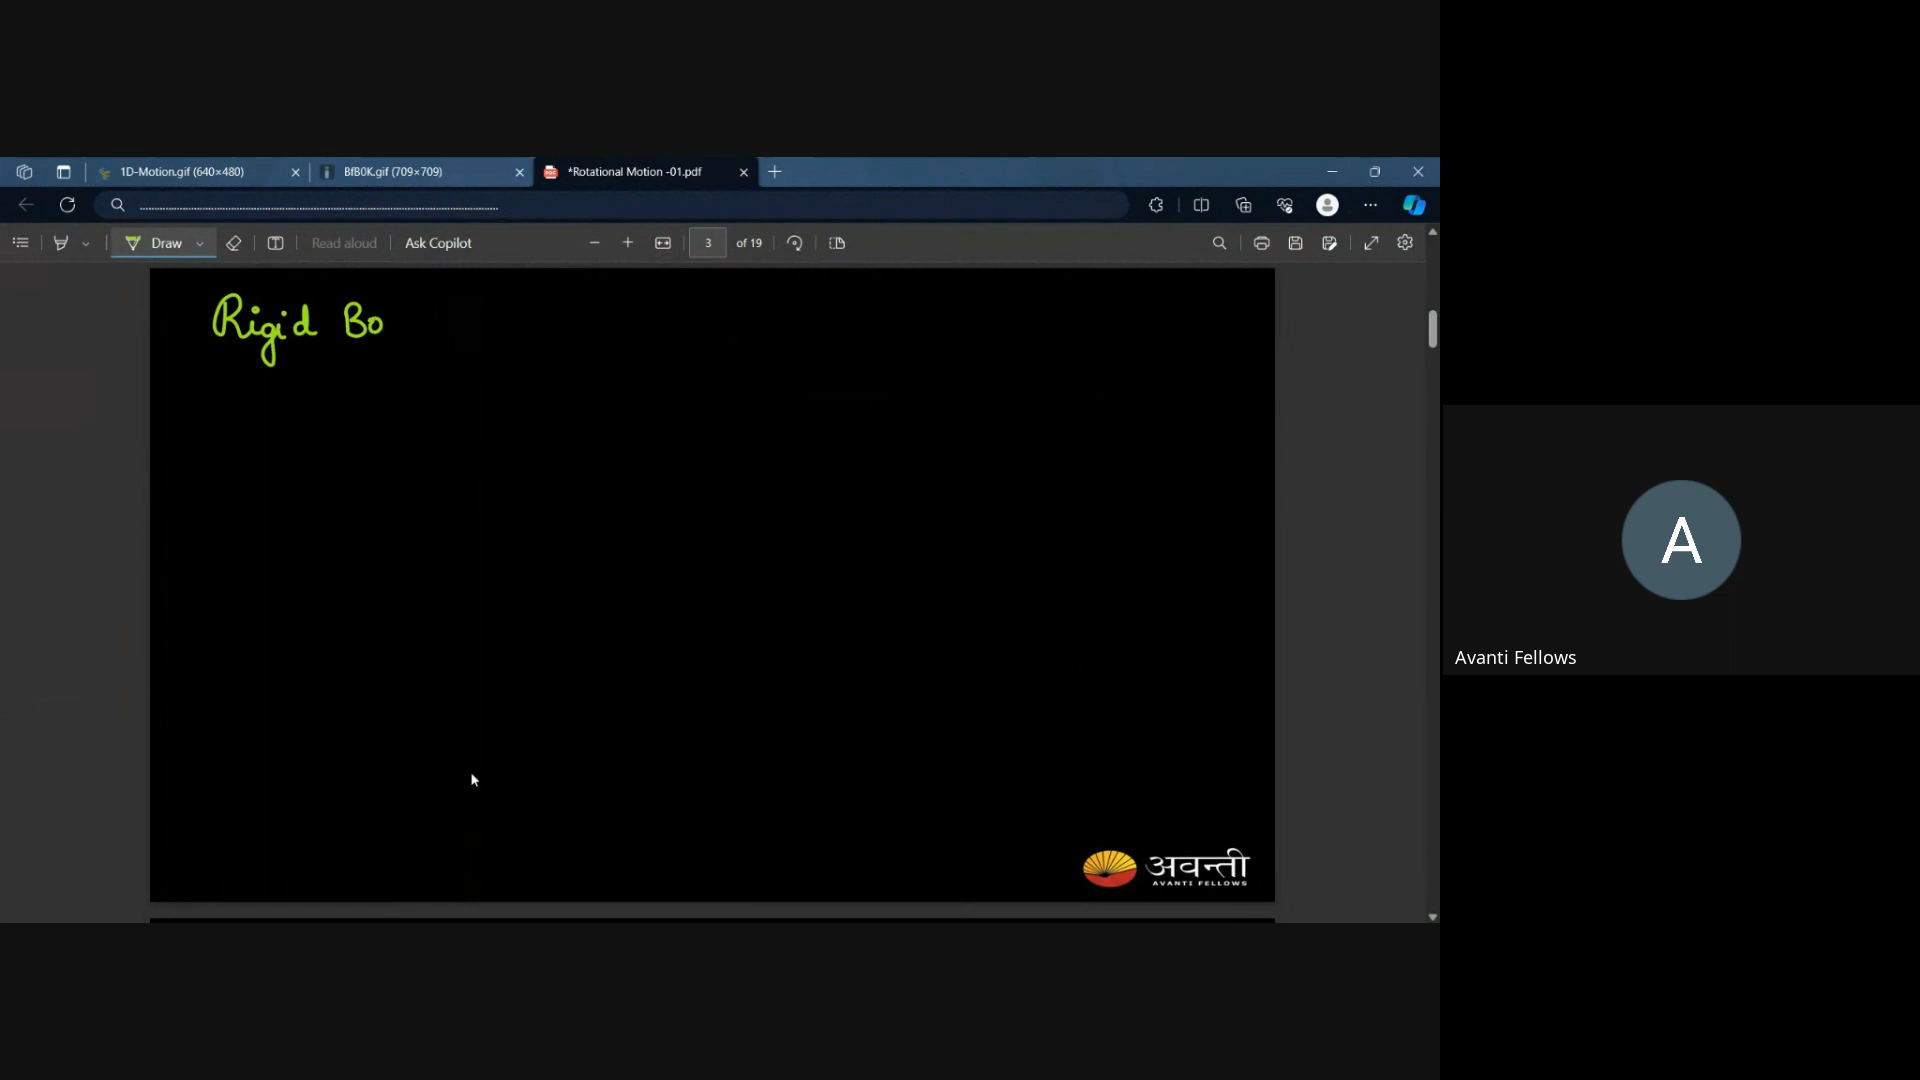 1D-Motion.gif (640×480)
BfB0K.gif (709×709)
*Rotational Motion -01.pdf
Draw
Read aloud
Ask Copilot
3
of 19
Rigid Bo
A
Avanti Fellows
अवन्ती
AVANTI FELLOWS